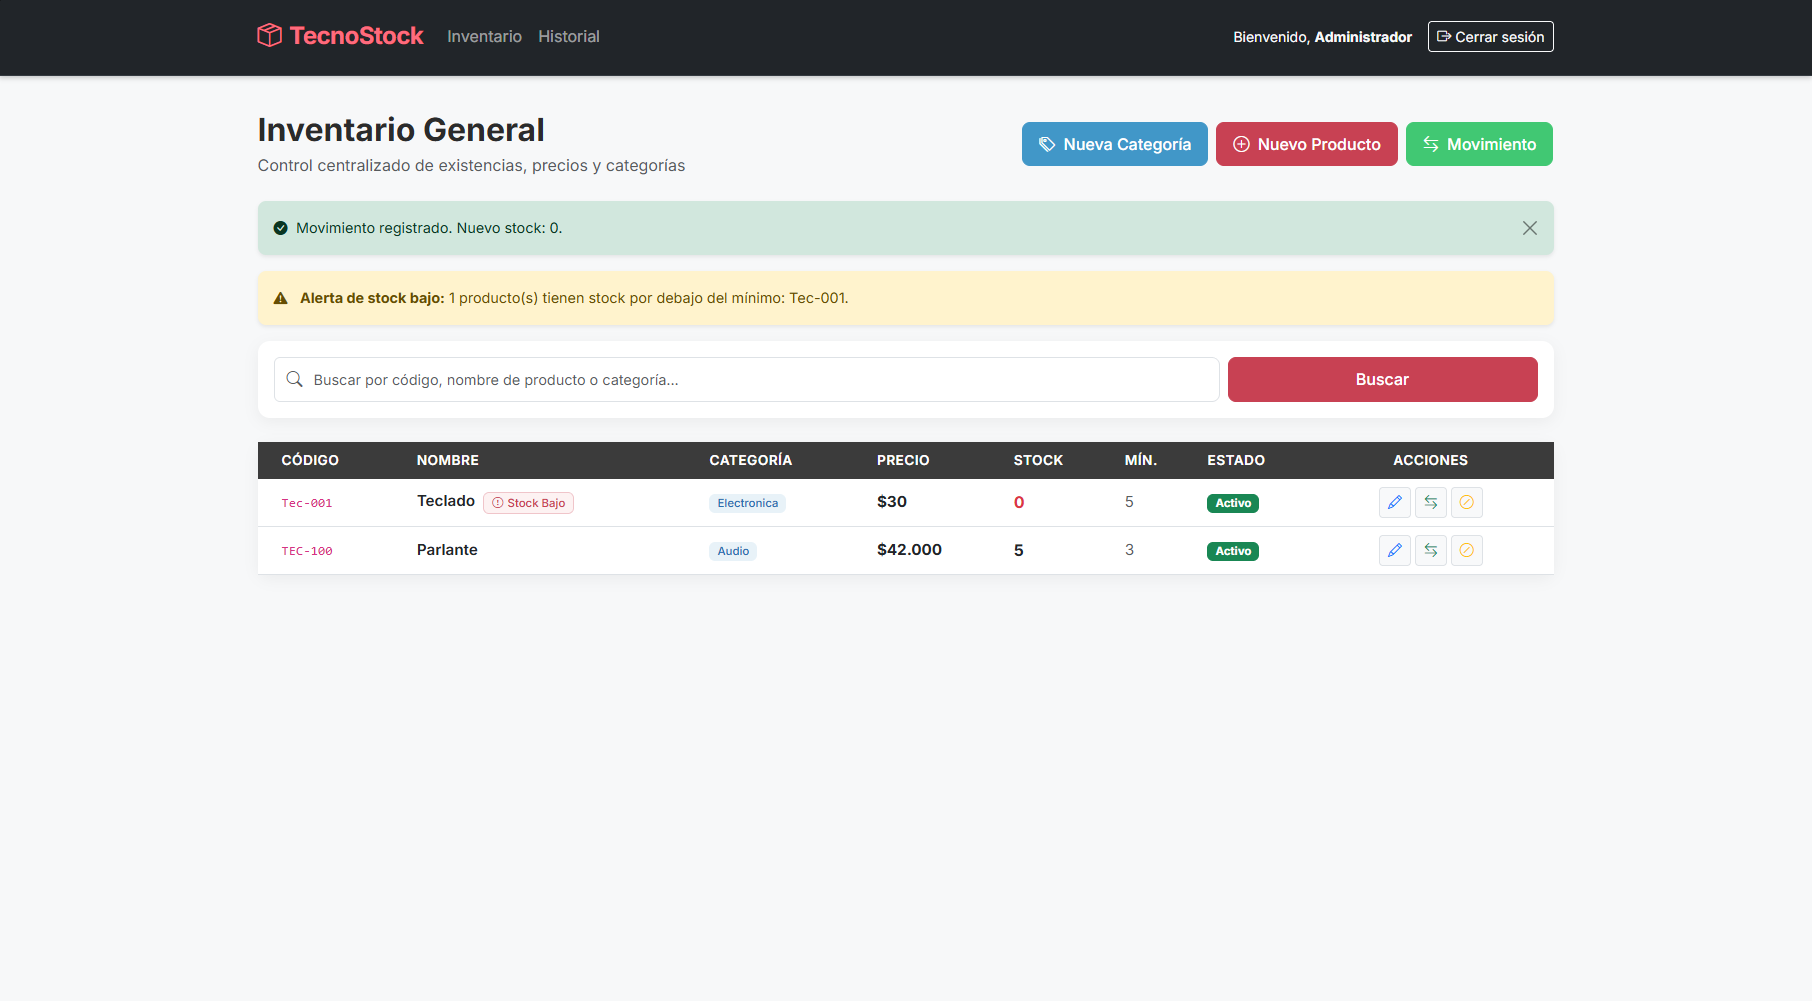 TecnoStock Inventario Historial Bienvenido, Administrador Cerrar sesión
Inventario General
Control centralizado de existencias, precios y categorías
Nueva Categoría Nuevo Producto Movimiento
Movimiento registrado. Nuevo stock: 0.
Alerta de stock bajo: 1 producto(s) tienen stock por debajo del mínimo: Tec-001.
Buscar por código, nombre de producto o categoría... Buscar
CÓDIGO NOMBRE CATEGORÍA PRECIO STOCK MÍN. ESTADO ACCIONES
Tec-001 Teclado Stock Bajo Electronica $30 0 5 Activo
TEC-100 Parlante Audio $42.000 5 3 Activo